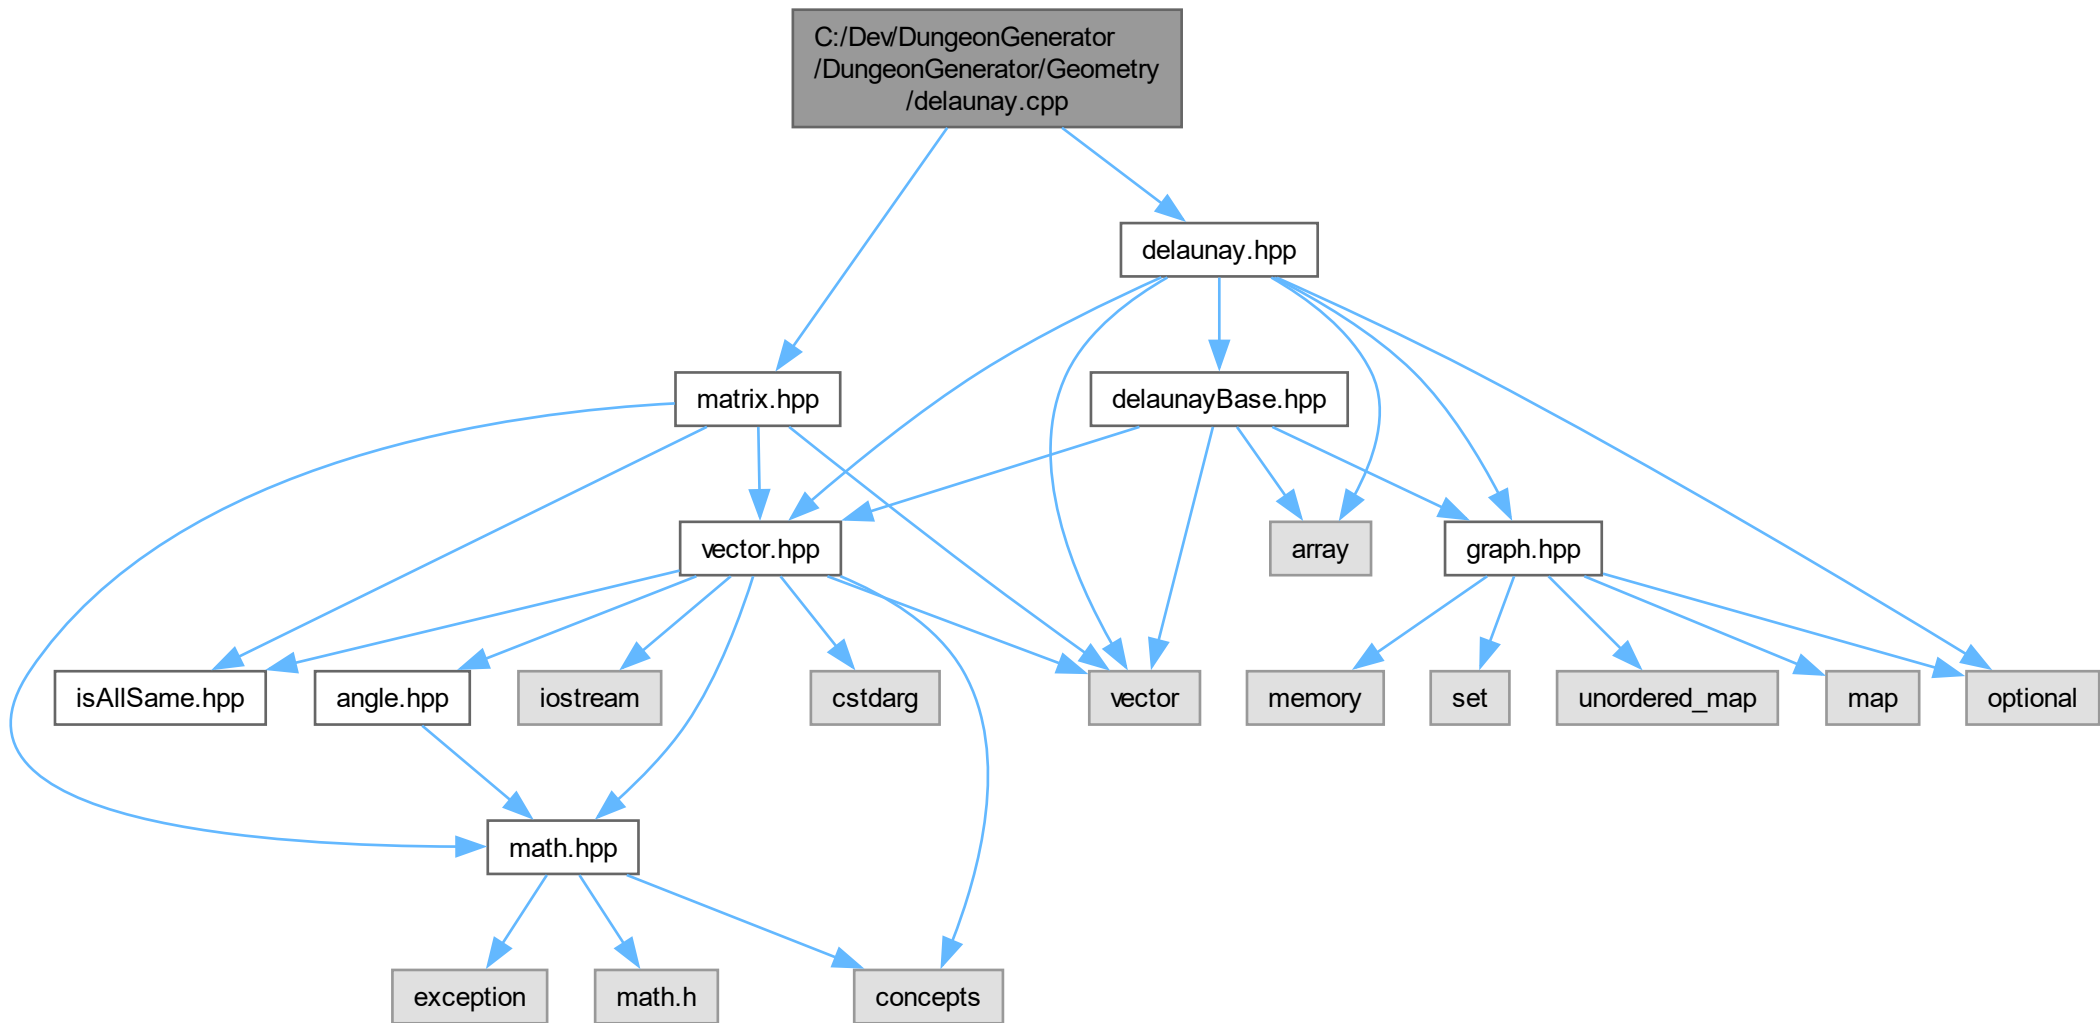 C:/Dev/DungeonGenerator
/DungeonGenerator/Geometry
/delaunay.cpp
delaunay.hpp
matrix.hpp
delaunayBase.hpp
vector.hpp
array
graph.hpp
isAllSame.hpp
angle.hpp
iostream
cstdarg
vector
memory
set
unordered_map
map
optional
math.hpp
exception
math.h
concepts